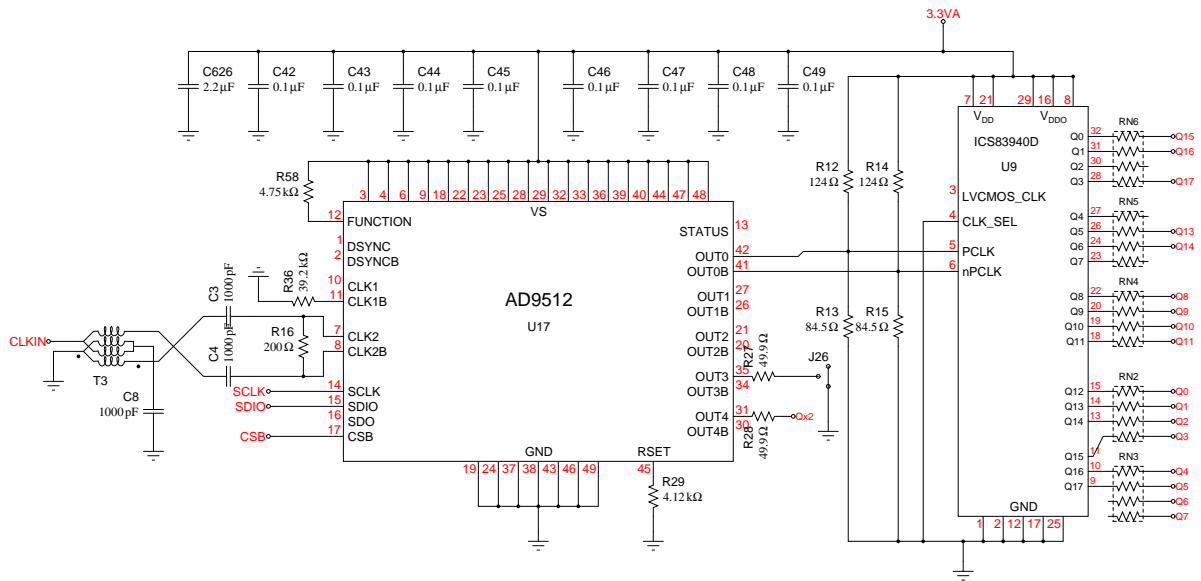 3.3VA
C626
2.2µF
C42
0.1µF
C43
0.1µF
C44
0.1µF
C45
0.1µF
C46
0.1µF
C47
0.1µF
C48
0.1µF
C49
0.1µF
R58
4.75kΩ
3 4 6 9 18 22 23 25 28 29 32 33 36 39 40 44 47 48
VS
12 FUNCTION
1 DSYNC
2 DSYNCB
10 CLK1
11 CLK1B
7 CLK2
8 CLK2B
14 SCLK
15 SDIO
16 SDO
17 CSB
AD9512
U17
STATUS 13
OUT0 42
OUT0B 41
OUT1 27
OUT1B 26
OUT2 21
OUT2B 20
OUT3 35
OUT3B 34
OUT4 31
OUT4B 30
GND
19 24 37 38 43 46 49
RSET
45
R29
4.12kΩ
R36
39.2kΩ
C3
1000pF
C4
1000pF
R16
200Ω
CLKIN
T3
C8
1000pF
SCLK
SDIO
CSB
R27
49.9Ω
R28
49.9Ω
J26
Qx2
R12
124Ω
R14
124Ω
R13
84.5Ω
R15
84.5Ω
7 21 29 16 8
VDD
VDDO
ICS83940D
U9
3 LVCMOS_CLK
4 CLK_SEL
5 PCLK
6 nPCLK
GND
1 2 12 17 25
RN6
Q0 32 Q15
Q1 31 Q16
Q2 30
Q3 28 Q17
RN5
Q4 27
Q5 26 Q13
Q6 24 Q14
Q7 23
RN4
Q8 22 Q8
Q9 20 Q9
Q10 19 Q10
Q11 18 Q11
RN2
Q12 15 Q0
Q13 14 Q1
Q14 13 Q2
Q3
Q15 11
RN3
Q16 10 Q4
Q17 9 Q5
Q6
Q7